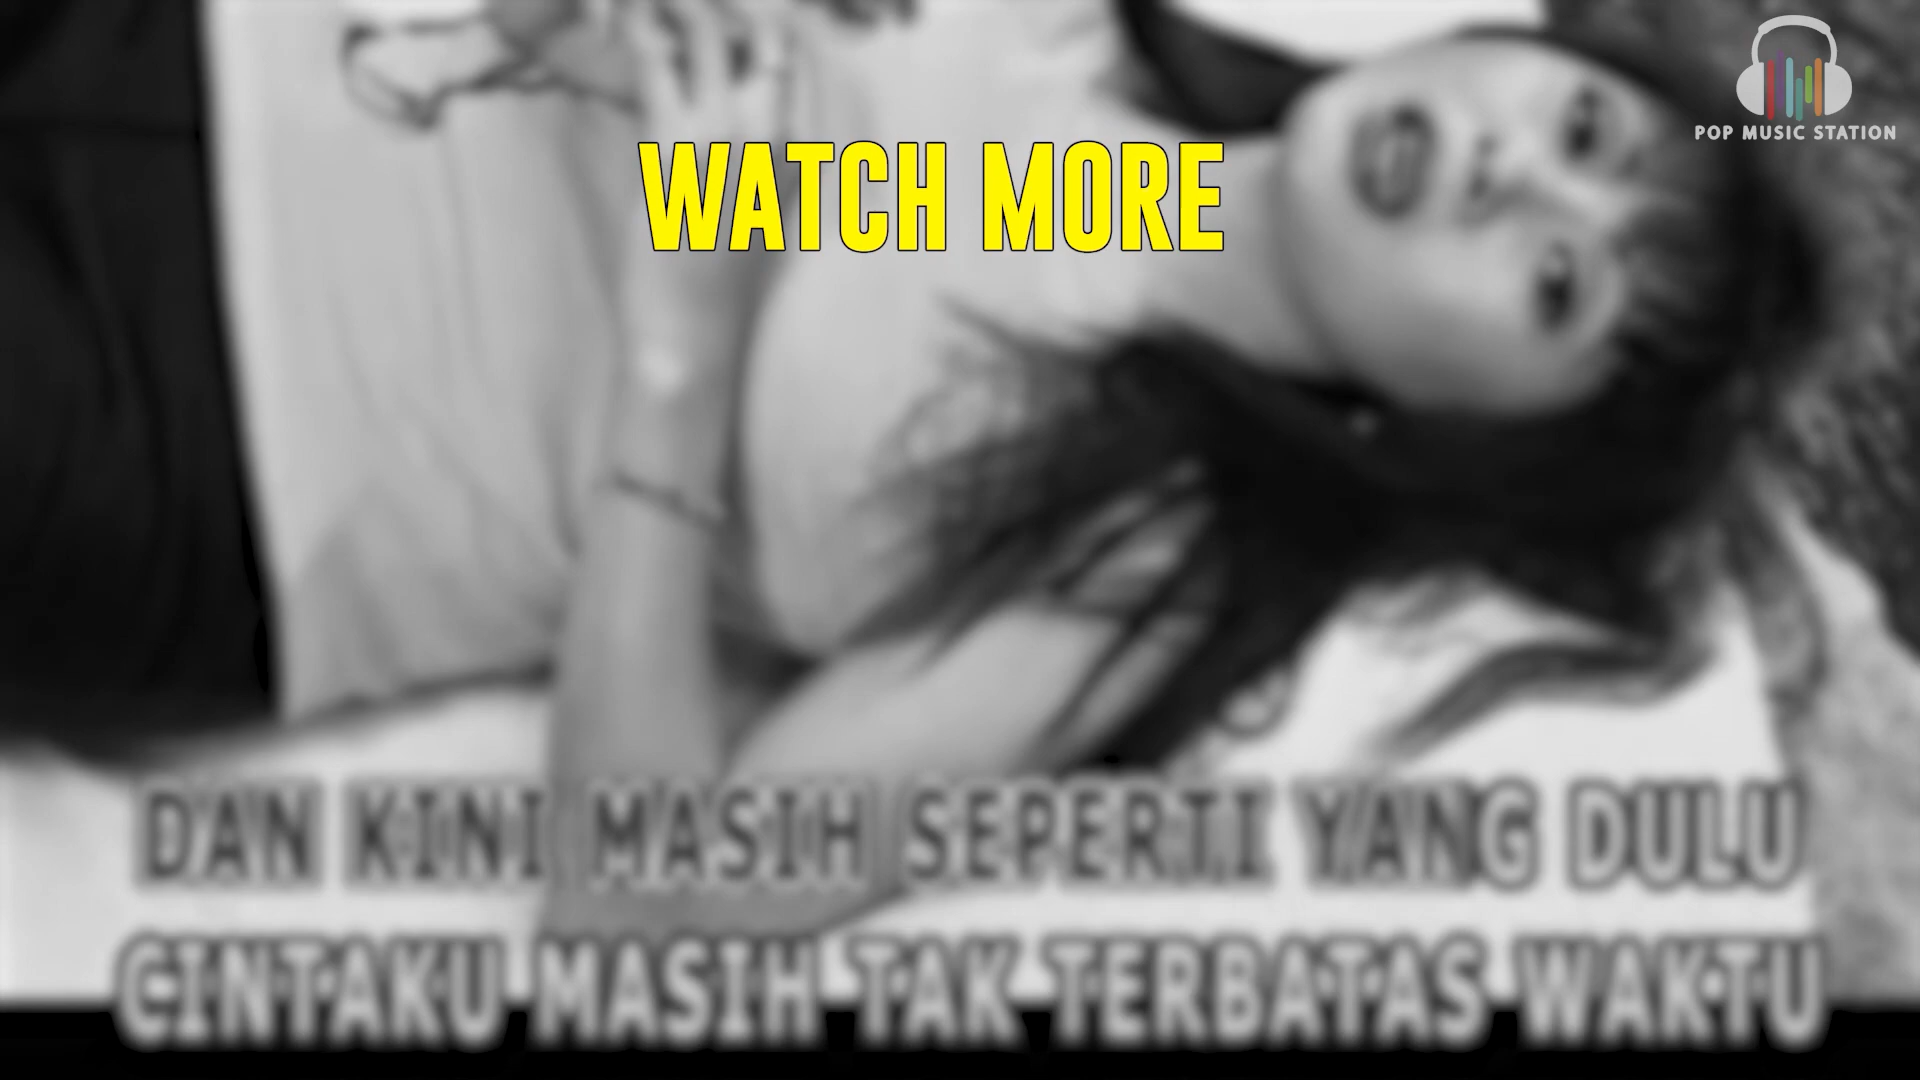 POP MUSIC STATION
WATCH MORE
DAN KINI MASIH SEPERTI YANG DULU
CINTAKU MASIH TAK TERBATAS WAKTU